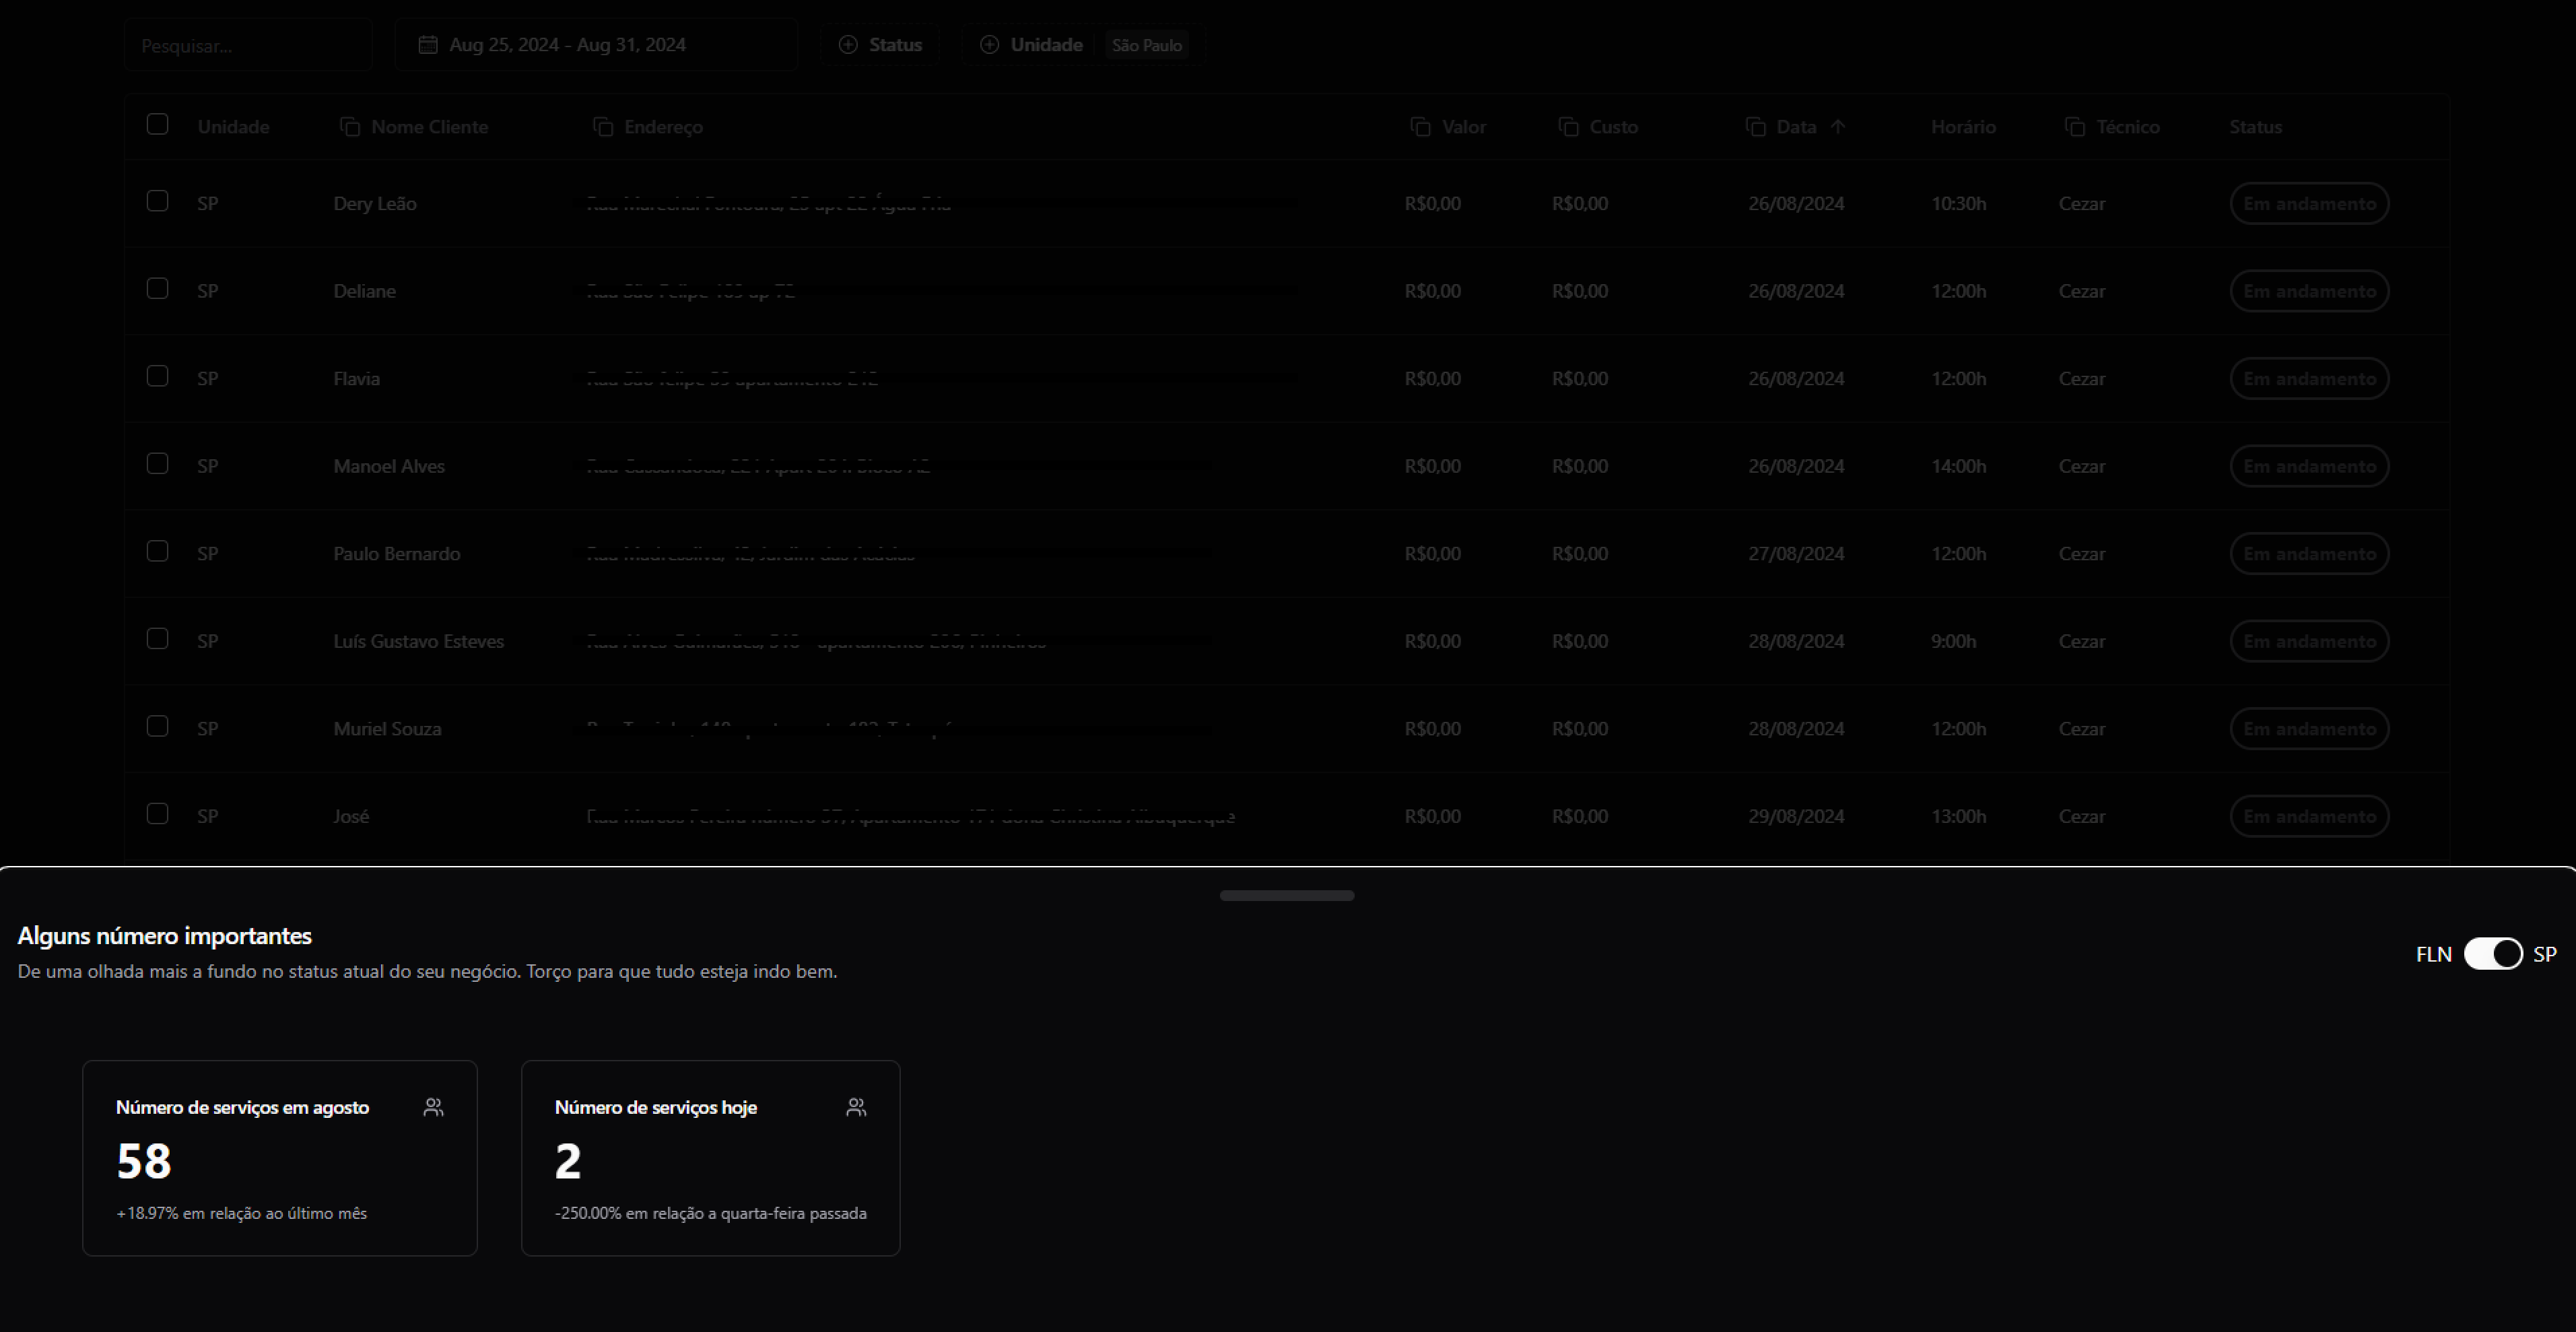 Pesquisar...
Aug 25, 2024 - Aug 31, 2024
Status
Unidade
São Paulo
Unidade Nome Cliente Endereço Valor Custo Data Horário Técnico Status
SP Dery Leão R$0,00 R$0,00 26/08/2024 10:30h Cezar Em andamento
SP Deliane R$0,00 R$0,00 26/08/2024 12:00h Cezar Em andamento
SP Flavia R$0,00 R$0,00 26/08/2024 12:00h Cezar Em andamento
SP Manoel Alves R$0,00 R$0,00 26/08/2024 14:00h Cezar Em andamento
SP Paulo Bernardo R$0,00 R$0,00 27/08/2024 12:00h Cezar Em andamento
SP Luís Gustavo Esteves R$0,00 R$0,00 28/08/2024 9:00h Cezar Em andamento
SP Muriel Souza R$0,00 R$0,00 28/08/2024 12:00h Cezar Em andamento
SP José R$0,00 R$0,00 29/08/2024 13:00h Cezar Em andamento
Alguns número importantes
De uma olhada mais a fundo no status atual do seu negócio. Torço para que tudo esteja indo bem.
FLN SP
Número de serviços em agosto
58
+18.97% em relação ao último mês
Número de serviços hoje
2
-250.00% em relação a quarta-feira passada